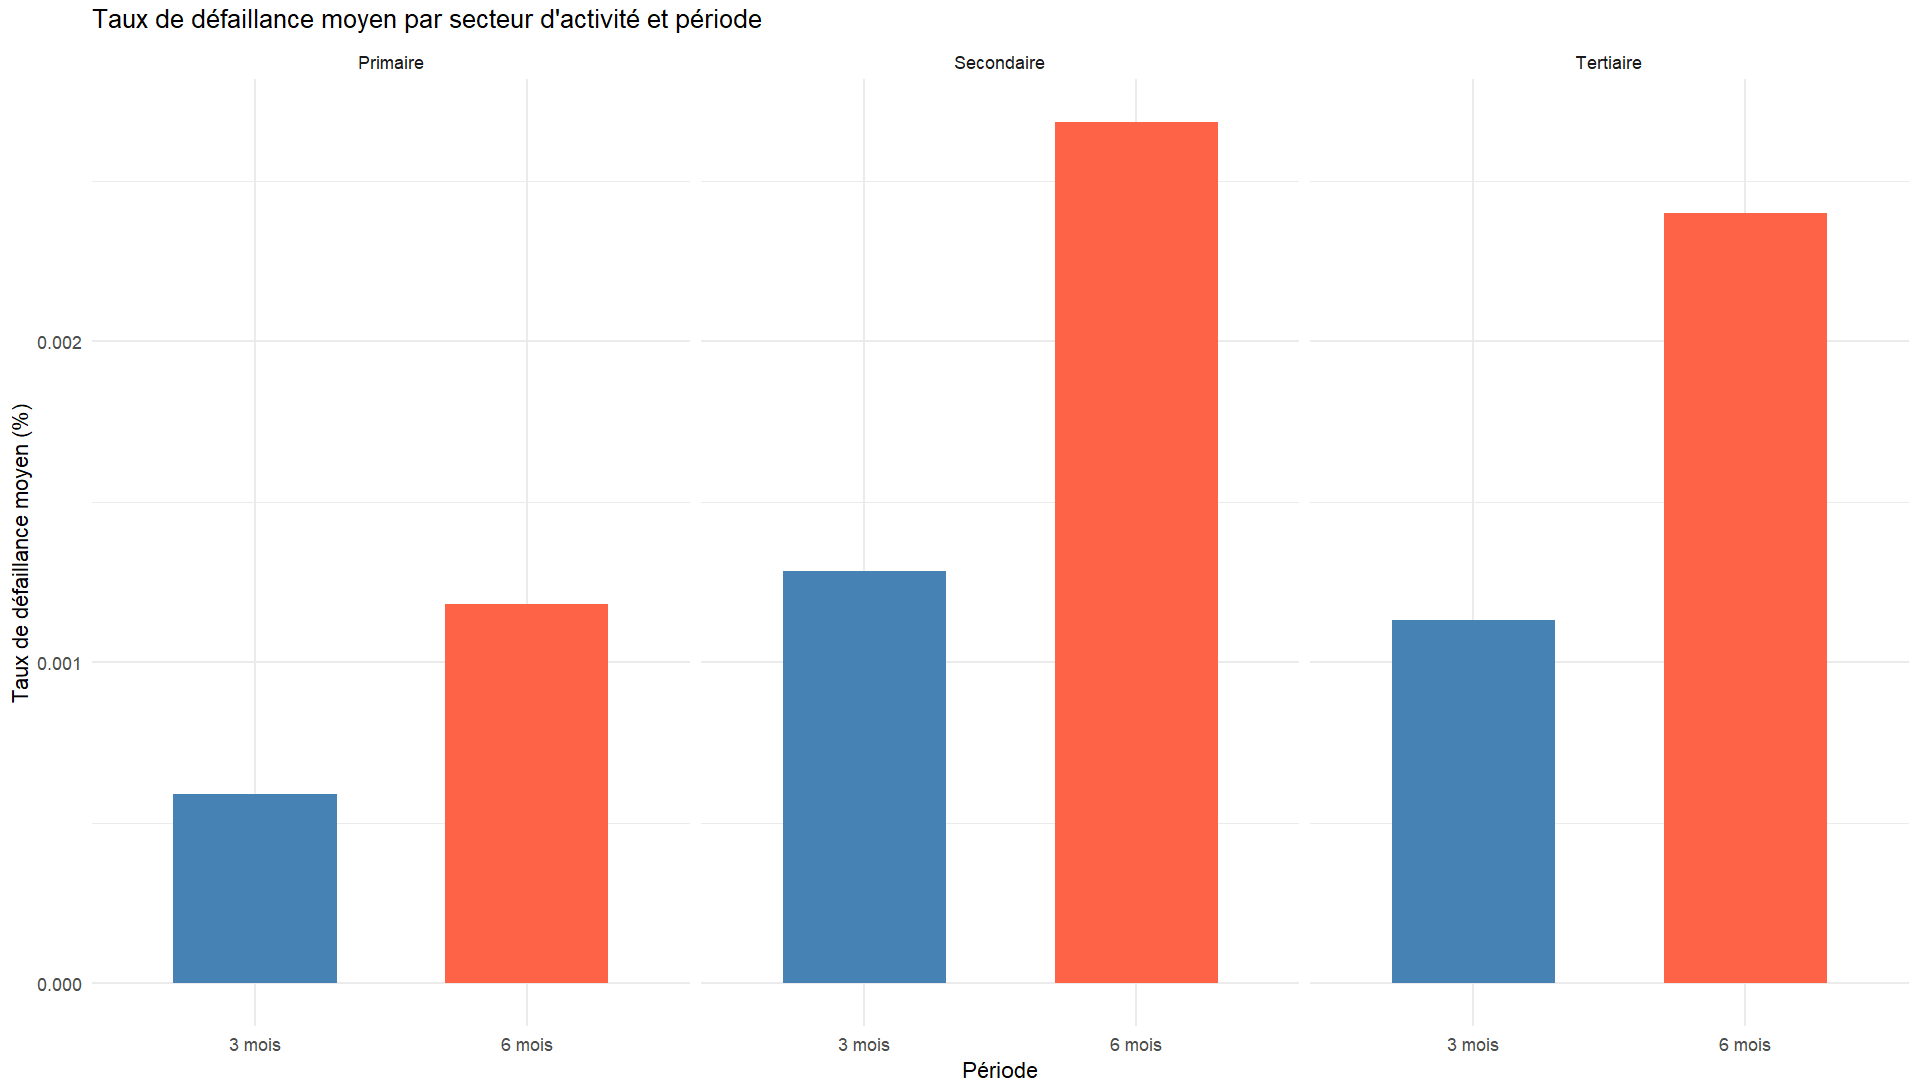 Taux de défaillance moyen par secteur d'activité et période
Primaire
Secondaire
Tertiaire
Taux de défaillance moyen (%)
0.002
0.001
0.000
3 mois
6 mois
3 mois
6 mois
3 mois
6 mois
Période